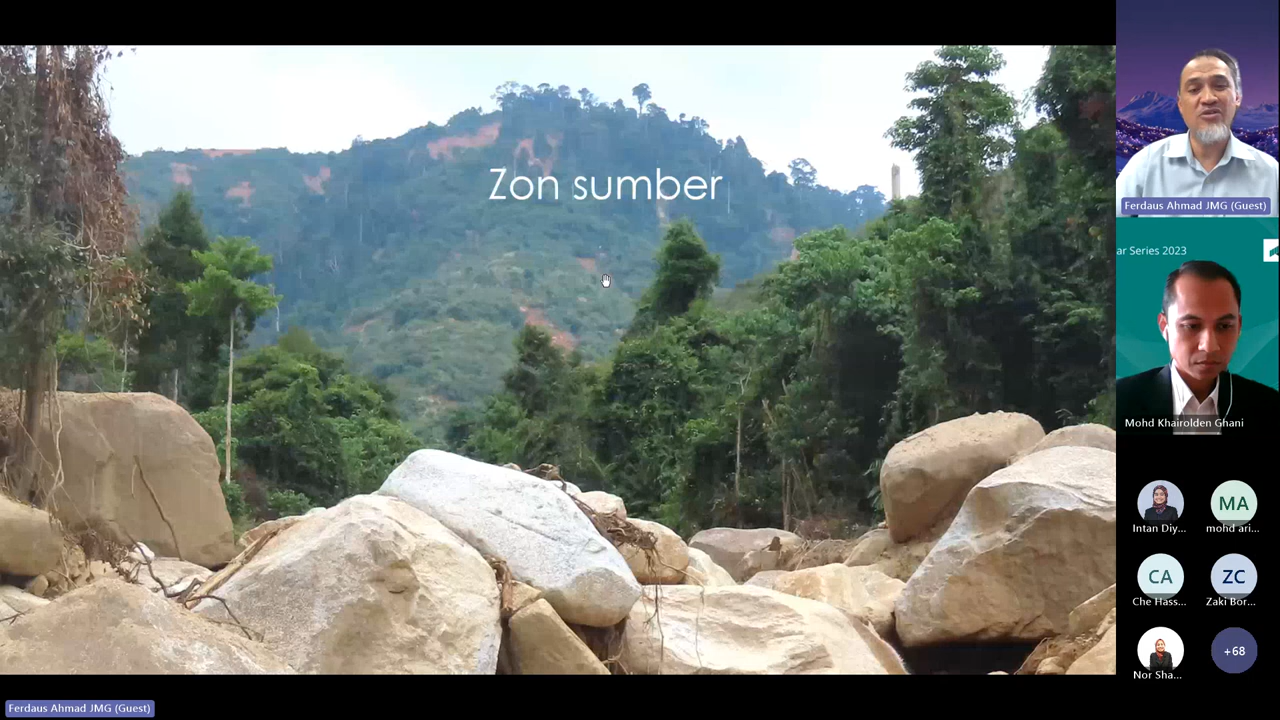 Zon sumber
Ferdaus Ahmad JMG (Guest)
ar Series 2023
Mohd Khairolden Ghani
Intan Diy...
MA
mohd ari...
CA
Che Hass...
ZC
Zaki Bor...
Nor Sha...
+68
Ferdaus Ahmad JMG (Guest)